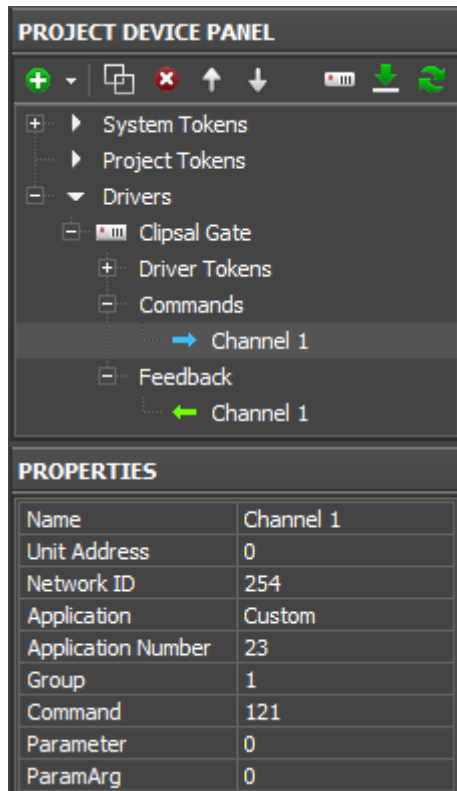 PROJECT DEVICE PANEL
System Tokens
Project Tokens
Drivers
Clipsal Gate
Driver Tokens
Commands
Channel 1
Feedback
Channel 1
PROPERTIES
Name Channel 1
Unit Address 0
Network ID 254
Application Custom
Application Number 23
Group 1
Command 121
Parameter 0
ParamArg 0